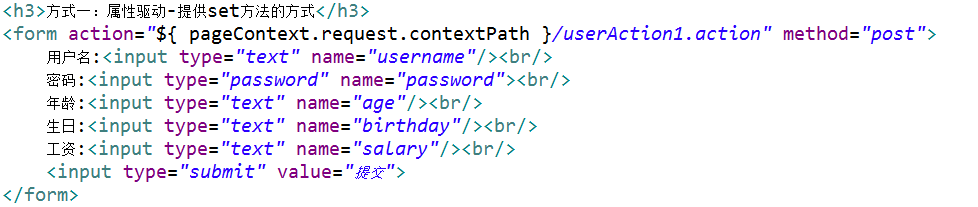 <h3>方式一：属性驱动-提供set方法的方式</h3>
<form action="${ pageContext.request.contextPath }/userAction1.action" method="post">
用户名:<input type="text" name="username"/><br/>
密码:<input type="password" name="password"><br/>
年龄:<input type="text" name="age"/><br/>
生日:<input type="text" name="birthday"/><br/>
工资:<input type="text" name="salary"/><br/>
<input type="submit" value="提交">
</form>